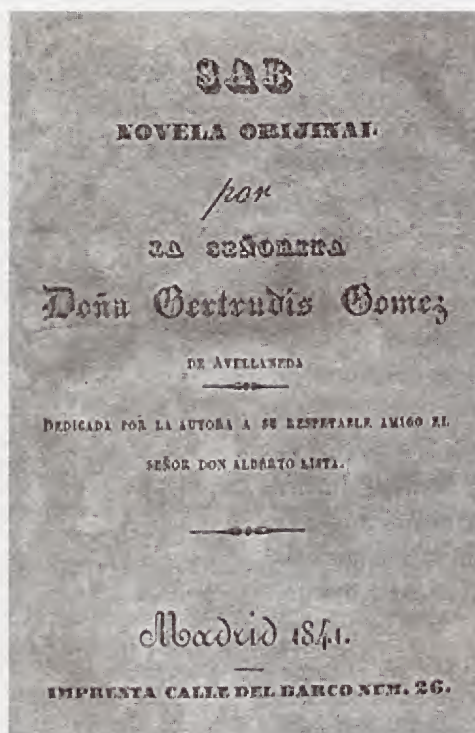 SAB
NOVELA ORIJINAL
por
LA SEÑORITA
Doña Gertrudis Gomez
DE AVELLANEDA
DEDICADA POR LA AUTORA A SU RESPETABLE AMIGO EL
SEÑOR DON ALBERTO LISTA.
Madrid 1841.
IMPRENTA CALLE DEL BARCO NUM. 26.